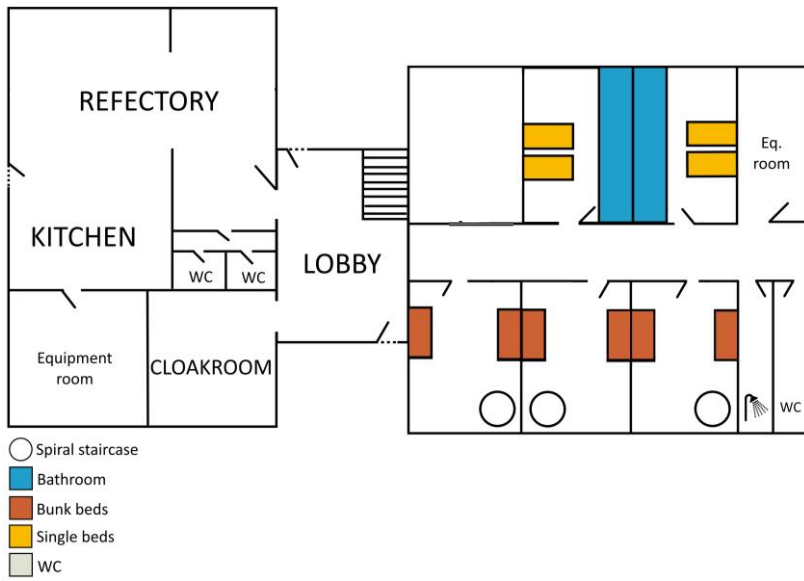 REFECTORY
Eq.
room
KITCHEN
LOBBY
WC
WC
Equipment
room
CLOAKROOM
WC
Spiral staircase
Bathroom
Bunk beds
Single beds
WC